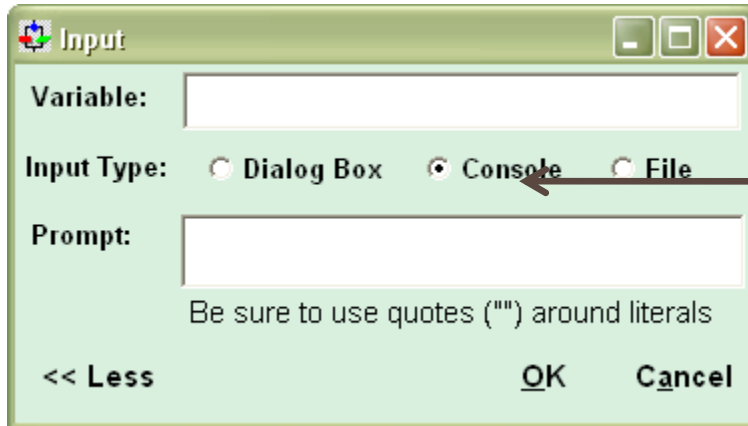 Input
Variable:
Input Type: Dialog Box Console File
Prompt:
Be sure to use quotes ("") around literals
<< Less OK Cancel